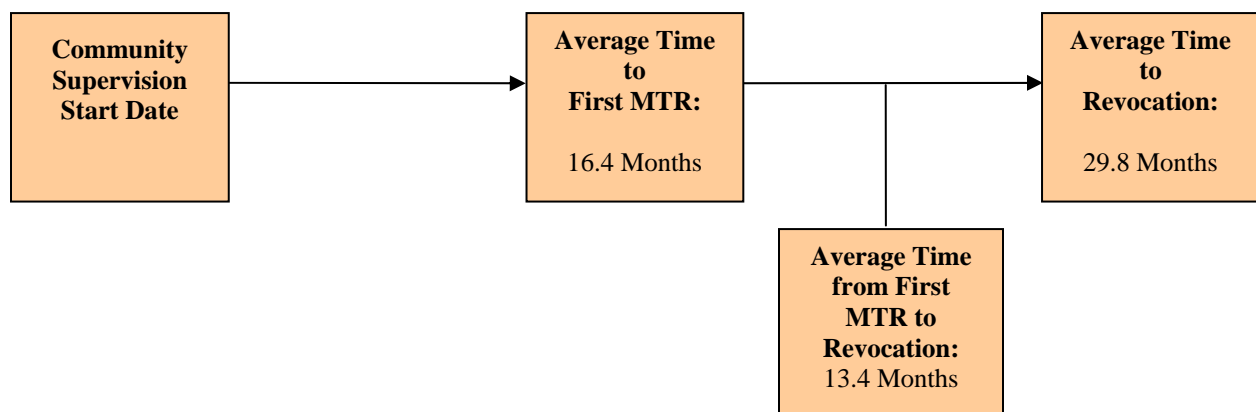 Community
Supervision
Start Date
Average Time
to
First MTR:
16.4 Months
Average Time
to
Revocation:
29.8 Months
Average Time
from First
MTR to
Revocation:
13.4 Months